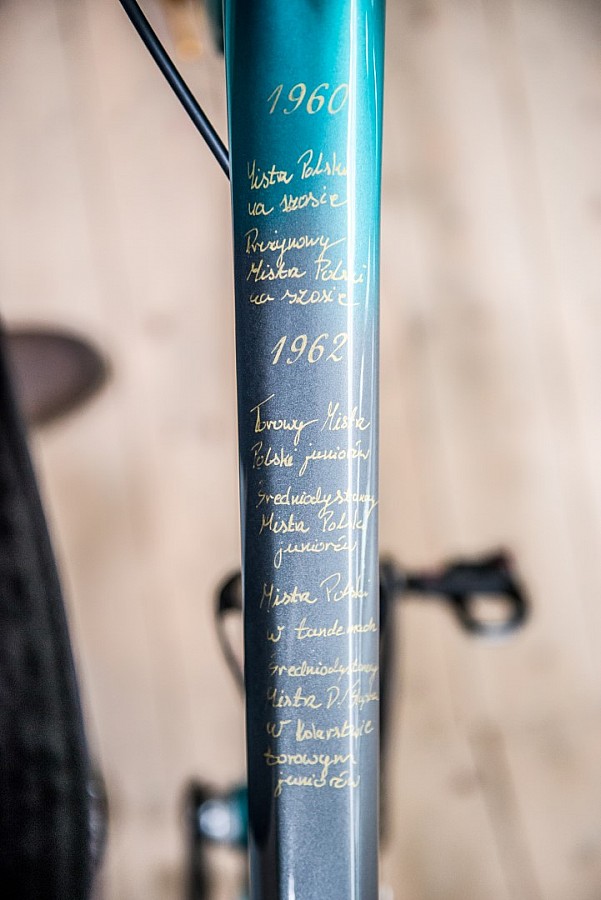 1960
Mistrz Polski
na szosie
Drużynowy
Mistrz Polski
na szosie
1962
Torowy Mistrz
Polski juniorów
Średniodystansowy
Mistrz Polski
juniorów
Mistrz Polski
w tandemach
Średniodystansowy
Mistrz D. Śląska
w kolarstwie
torowym
juniorów